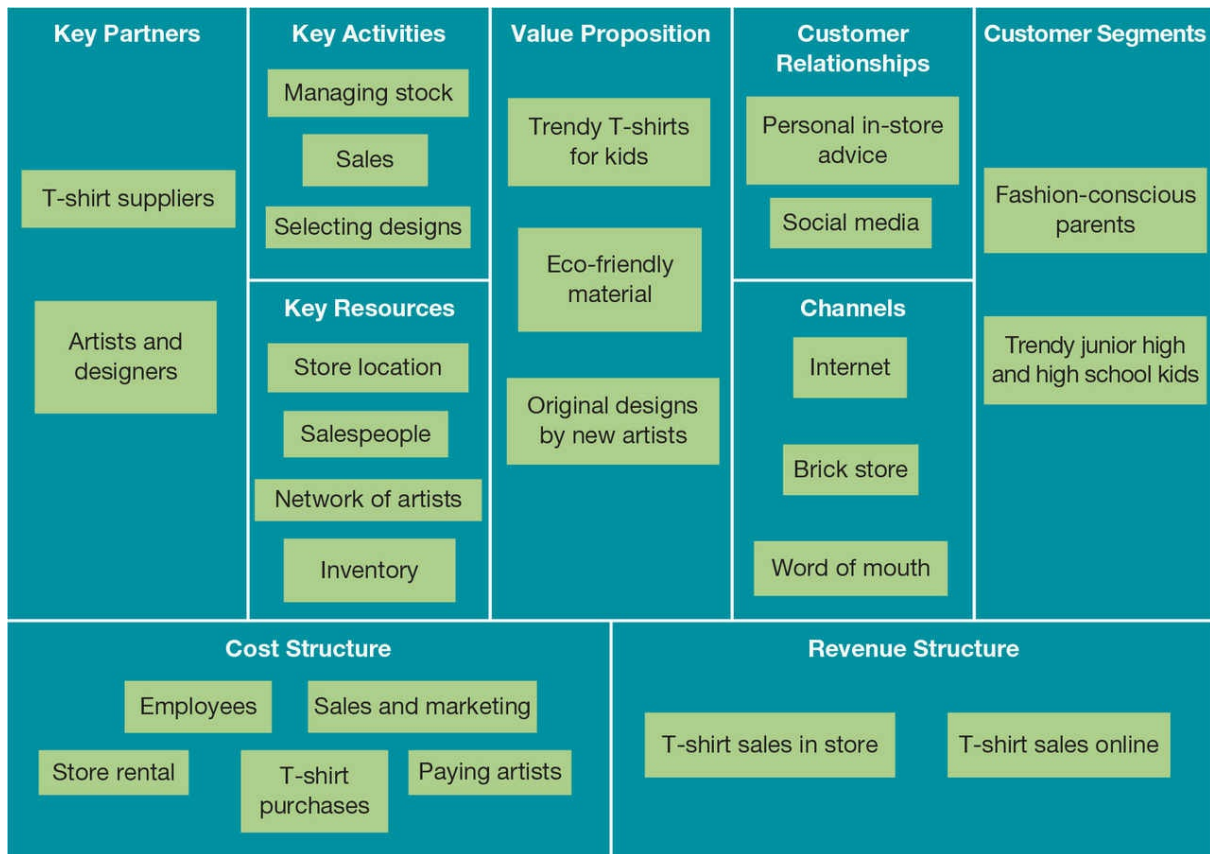 Key Partners
T-shirt suppliers
Artists and
designers
Key Activities
Managing stock
Sales
Selecting designs
Key Resources
Store location
Salespeople
Network of artists
Inventory
Value Proposition
Trendy T-shirts
for kids
Eco-friendly
material
Original designs
by new artists
Customer
Relationships
Personal in-store
advice
Social media
Channels
Internet
Brick store
Word of mouth
Customer Segments
Fashion-conscious
parents
Trendy junior high
and high school kids
Cost Structure
Employees
Sales and marketing
Store rental
T-shirt
purchases
Paying artists
Revenue Structure
T-shirt sales in store
T-shirt sales online